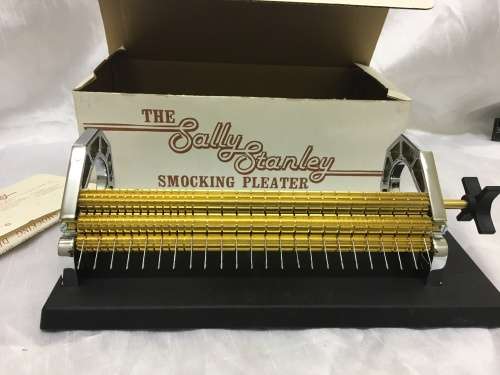 THE
Sally
Stanley
SMOCKING PLEATER